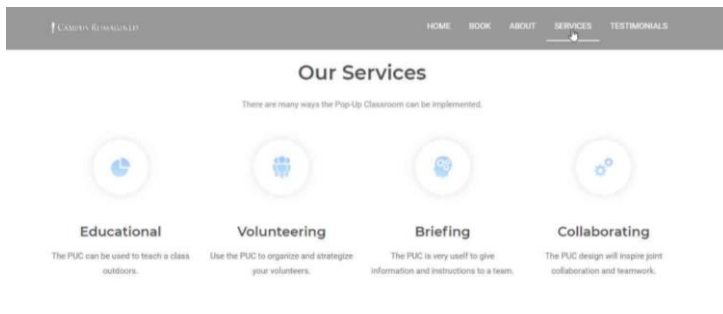 CAMPUS REIMAGINED
HOME BOOK ABOUT SERVICES TESTIMONIALS
Our Services
There are many ways the Pop-Up Classroom can be implemented.
Educational
The PUC can be used to teach a class
outdoors.
Volunteering
Use the PUC to organize and strategize
your volunteers.
Briefing
The PUC is very uself to give
information and instructions to a team.
Collaborating
The PUC design will inspire joint
collaboration and teamwork.